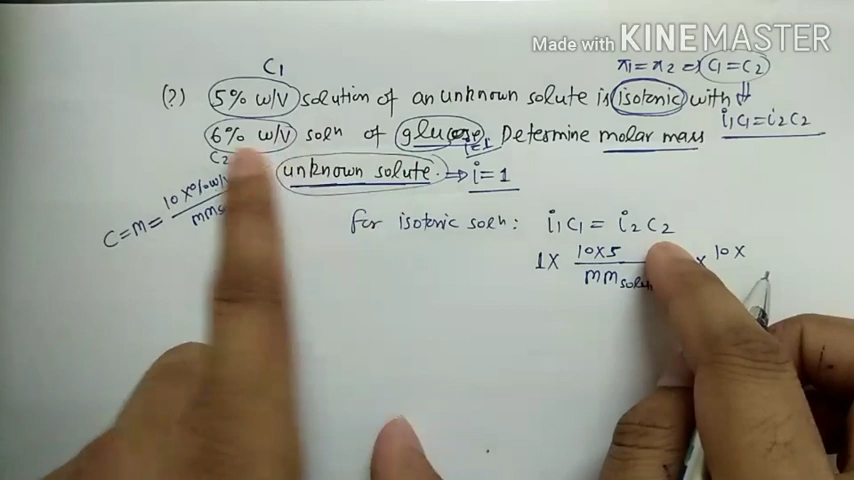 Made with KINEMASTER
C1 π1=π2 ⇒ C1=C2
(?) 5% w/v solution of an unknown solute is isotonic with
6% w/v soln of glucose. Determine molar mass i1C1=i2C2
C2 i=1
unknown solute. → i=1
C=M= 10×%w/v
for isotonic soln: i1C1 = i2C2
1× 10×5 × 10×
MMsolu